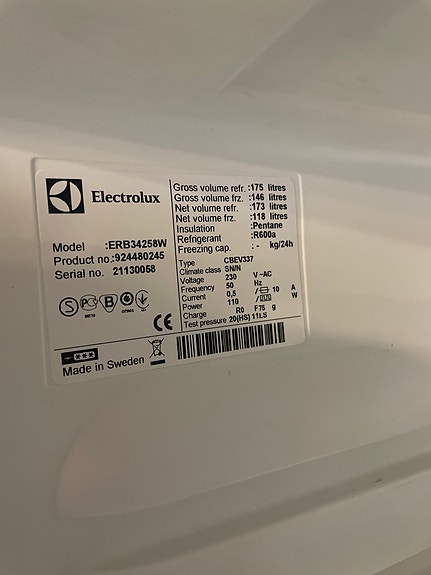 Electrolux
Model :ERB34258W
Product no.:924480245
Serial no. 21130058
Gross volume refr. :175 litres
Gross volume frz. :146 litres
Net volume refr. :173 litres
Net volume frz. :118 litres
Insulation :Pentane
Refrigerant :R600a
Freezing cap. :- kg/24h
Type CBEV337
Climate class SN/N
Voltage 230 V~AC
Frequency 50 Hz
Current 0,5 / 10 A
Power 110 / W
Charge R0 F75 g
Test pressure 20(HS) 11LS
S PG B
CE
***
Made in Sweden